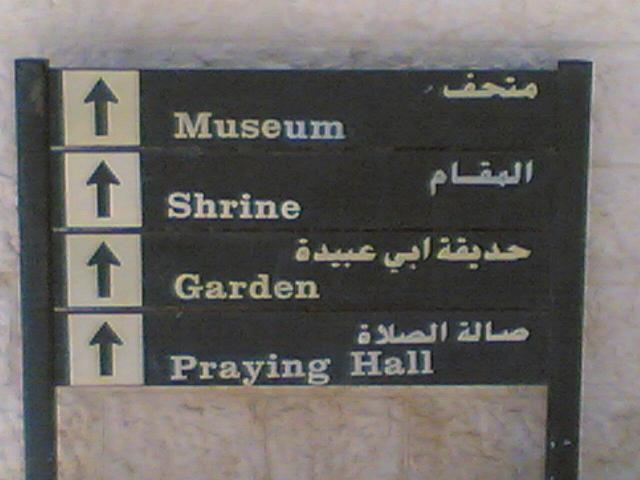 متحف
Museum
المقام
Shrine
حديقة ابي عبيدة
Garden
صالة الصلاة
Praying Hall